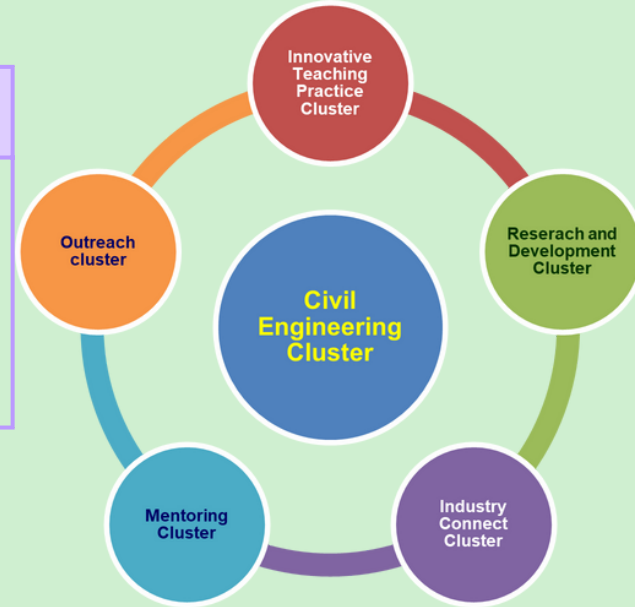 Innovative
Teaching
Practice
Cluster
Reserach and
Development
Cluster
Outreach
cluster
Civil
Engineering
Cluster
Industry
Connect
Cluster
Mentoring
Cluster